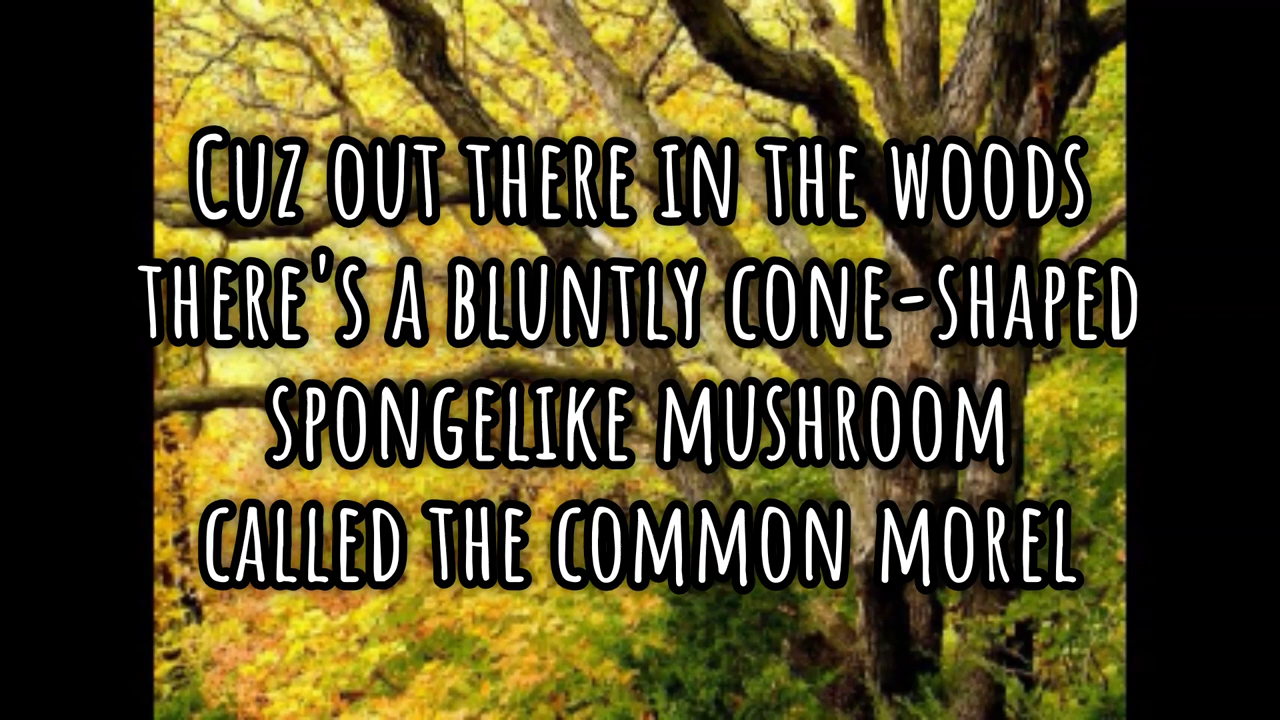 Cuz out there in the woods
there's a bluntly cone-shaped
spongelike mushroom
called the common morel